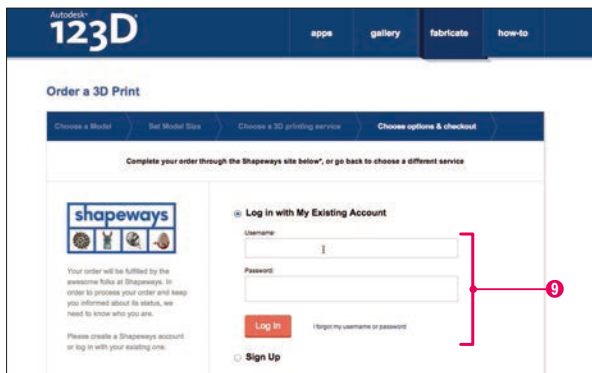 Autodesk®
123D
apps gallery fabricate how-to
Order a 3D Print
Choose a Model Set Model Size Choose a 3D printing service Choose options & checkout
Complete your order through the Shapeways site below*, or go back to choose a different service
shapeways
Your order will be fulfilled by the
awesome folks at Shapeways. In
order to process your order and keep
you informed about its status, we
need to know who you are.
Please create a Shapeways account
or log in with your existing one.
Log in with My Existing Account
Username:
Password:
Log In I forgot my username or password
Sign Up
9